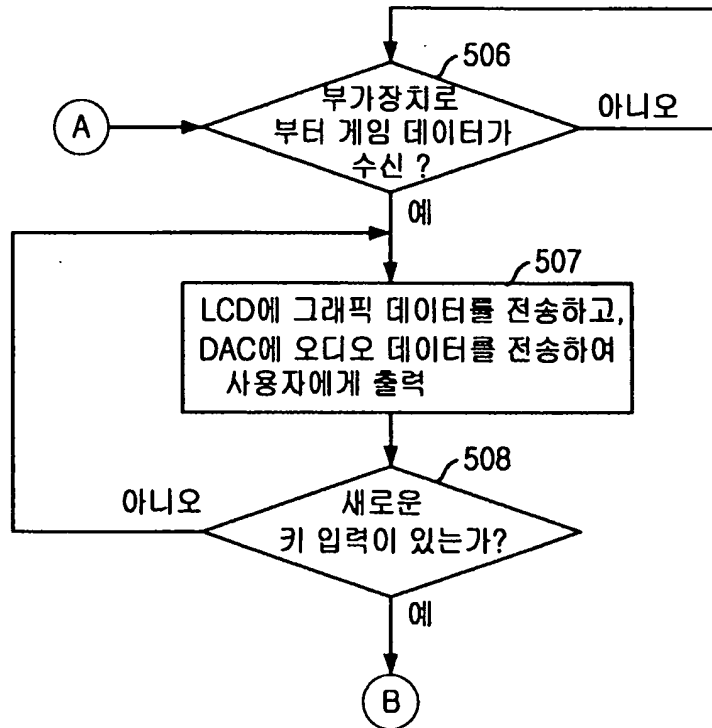 506
부가장치로
부터 게임 데이터가
수신 ?
아니오
A
예
507
LCD에 그래픽 데이터를 전송하고,
DAC에 오디오 데이터를 전송하여
사용자에게 출력
508
아니오
새로운
키 입력이 있는가?
예
B